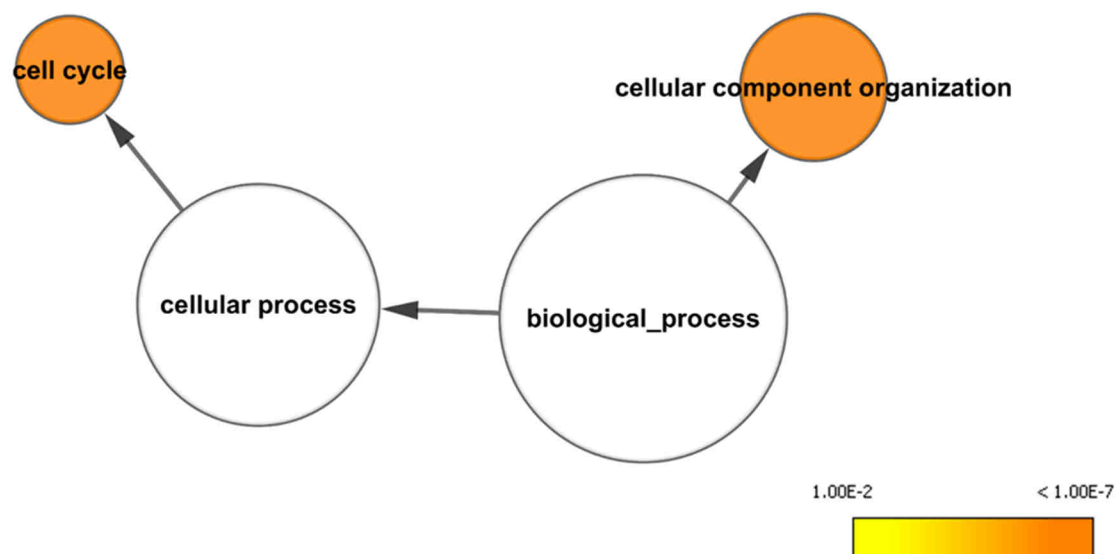 cell cycle
cellular component organization
cellular process
biological_process
1.00E-2
< 1.00E-7